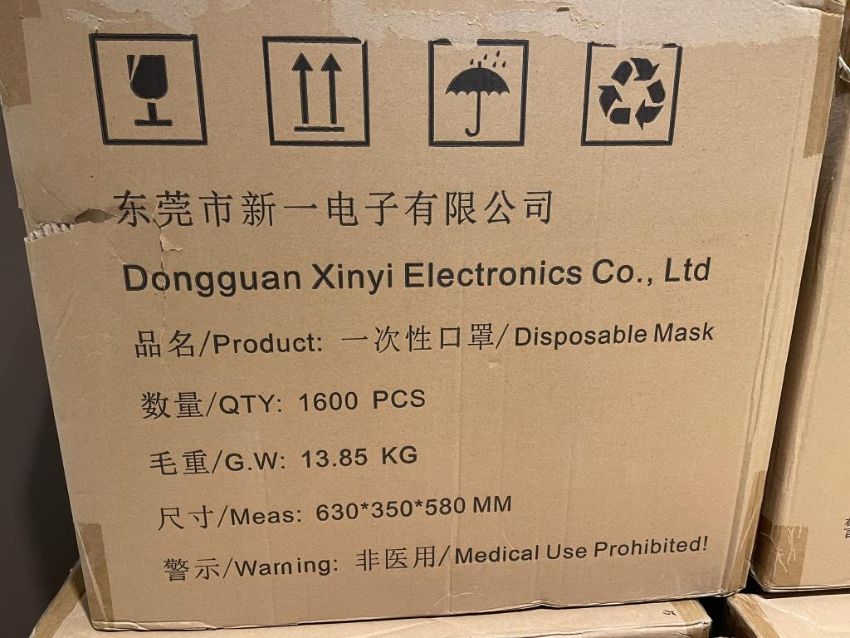 东莞市新一电子有限公司
Dongguan Xinyi Electronics Co., Ltd
品名/Product: 一次性口罩/Disposable Mask
数量/QTY: 1600 PCS
毛重/G.W: 13.85 KG
尺寸/Meas: 630*350*580 MM
警示/Warning: 非医用/Medical Use Prohibited!